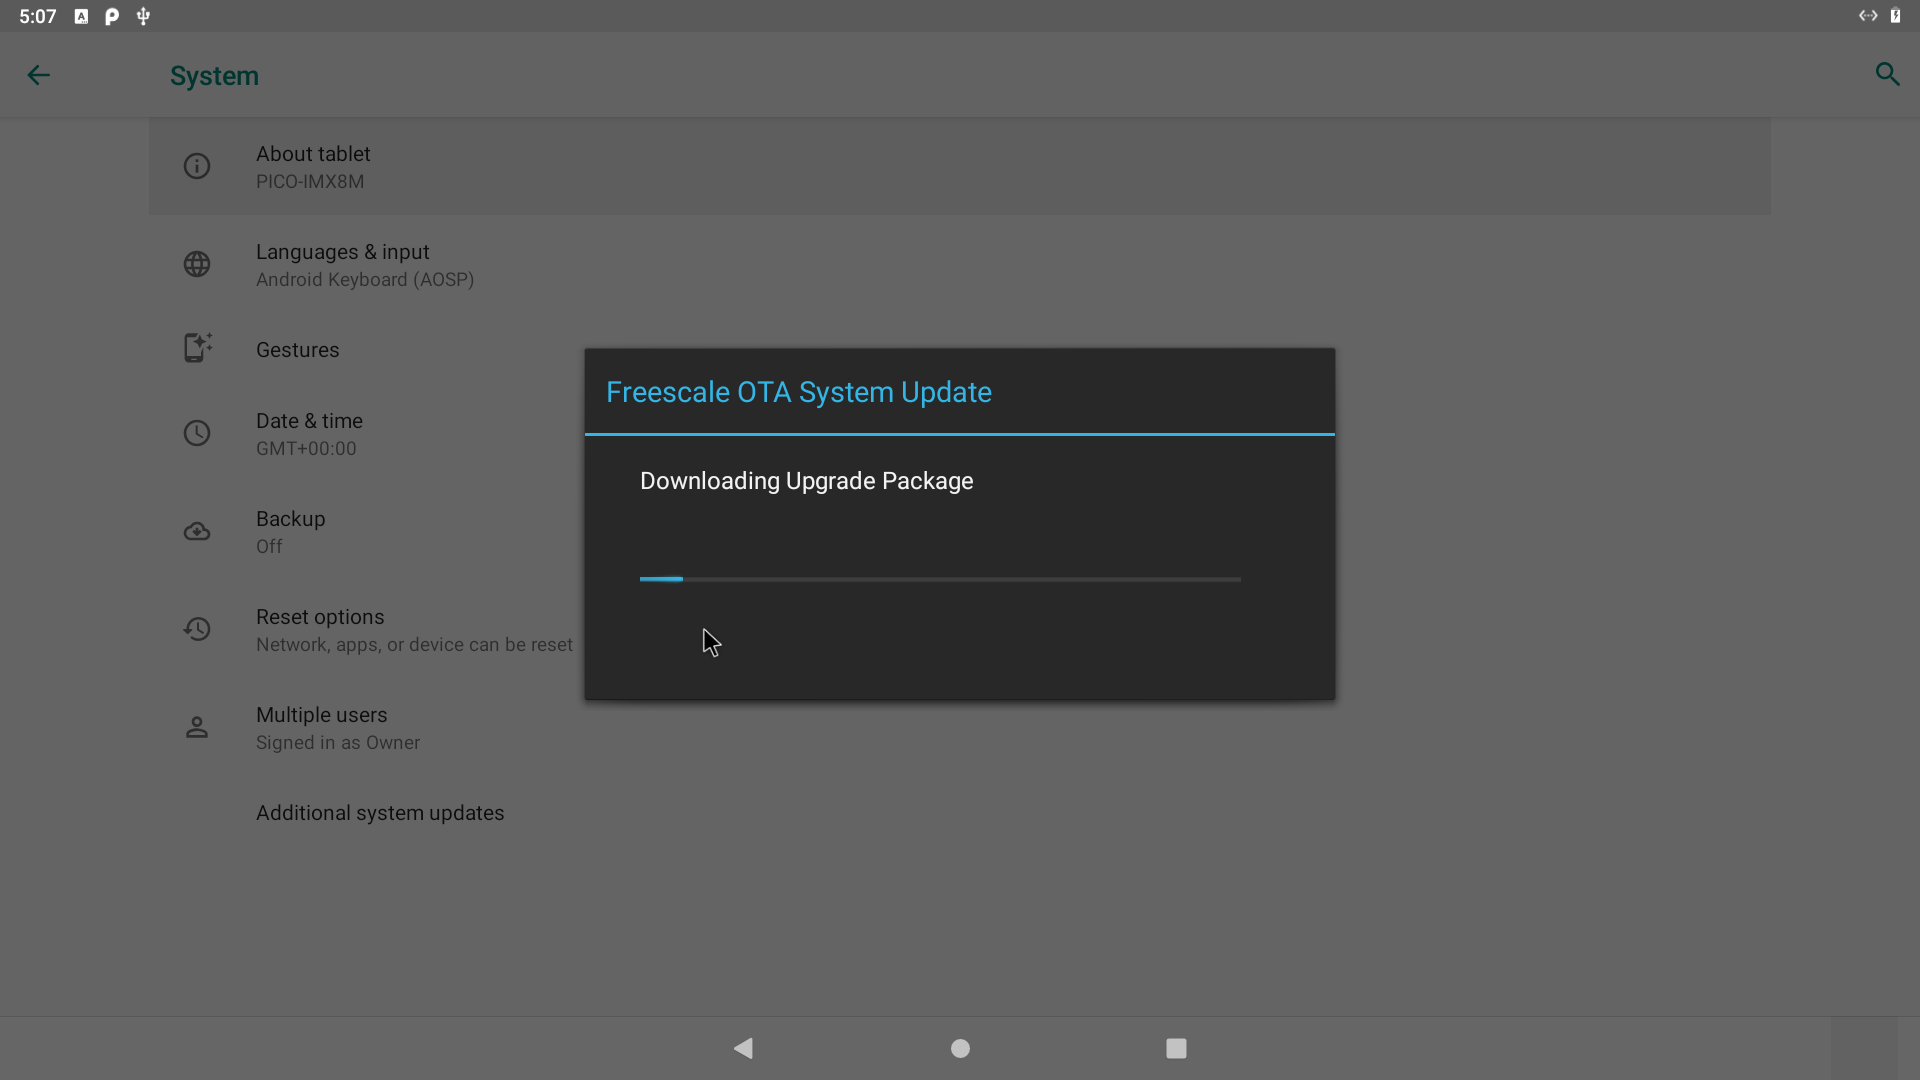 5:07
System
About tablet
PICO-IMX8M
Languages & input
Android Keyboard (AOSP)
Gestures
Date & time
GMT+00:00
Backup
Off
Reset options
Network, apps, or device can be reset
Multiple users
Signed in as Owner
Additional system updates
Freescale OTA System Update
Downloading Upgrade Package